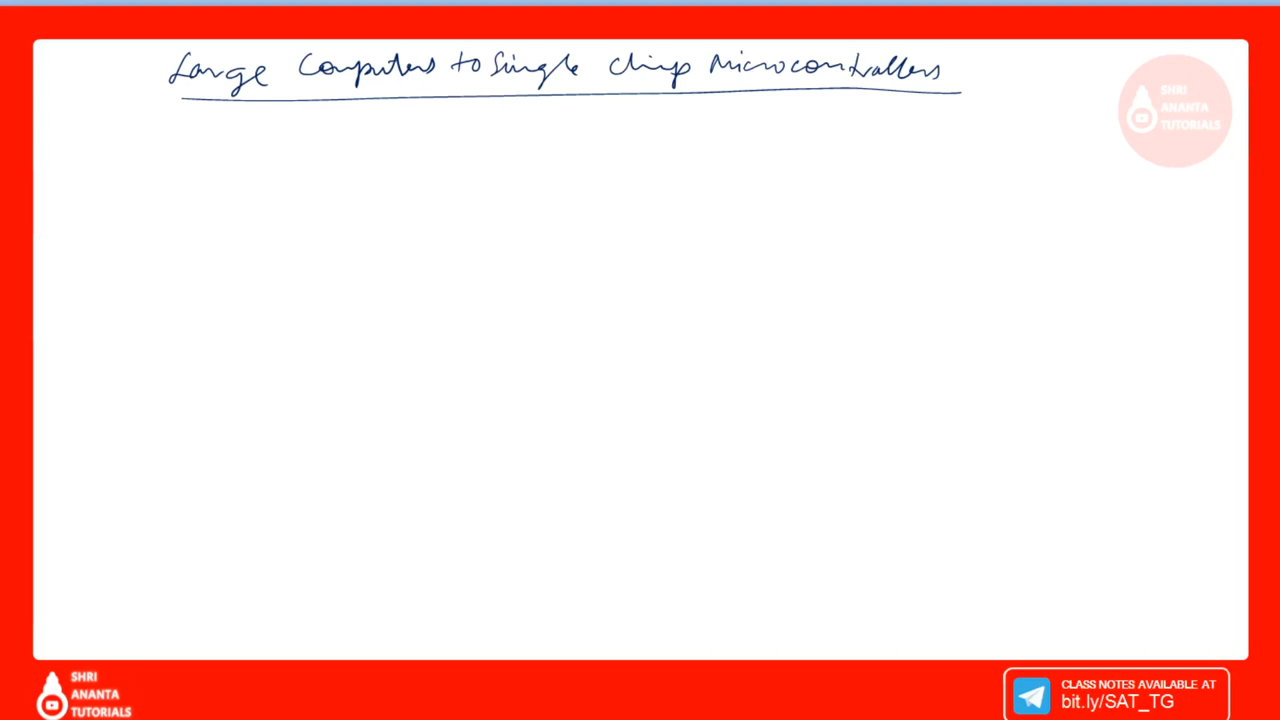 Large Computers to Single chip Microcontrollers
SHRI
ANANTA
TUTORIALS
SHRI
ANANTA
TUTORIALS
CLASS NOTES AVAILABLE AT
bit.ly/SAT_TG